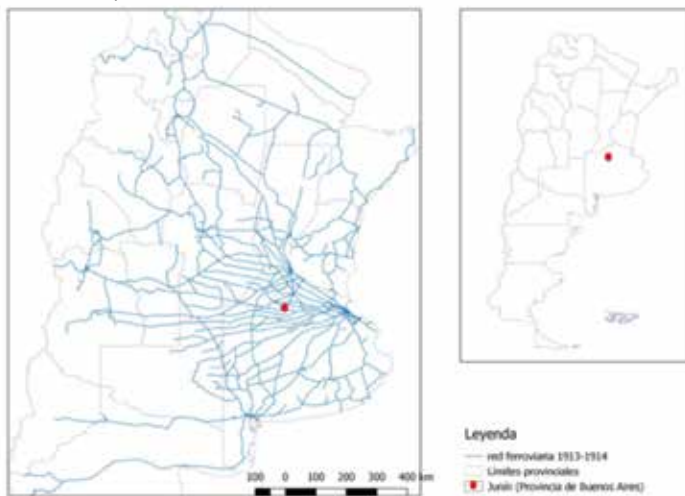 Leyenda
red ferroviaria 1913-1914
Límites provinciales
Junín (Provincia de Buenos Aires)
100 0 100 200 300 400 km